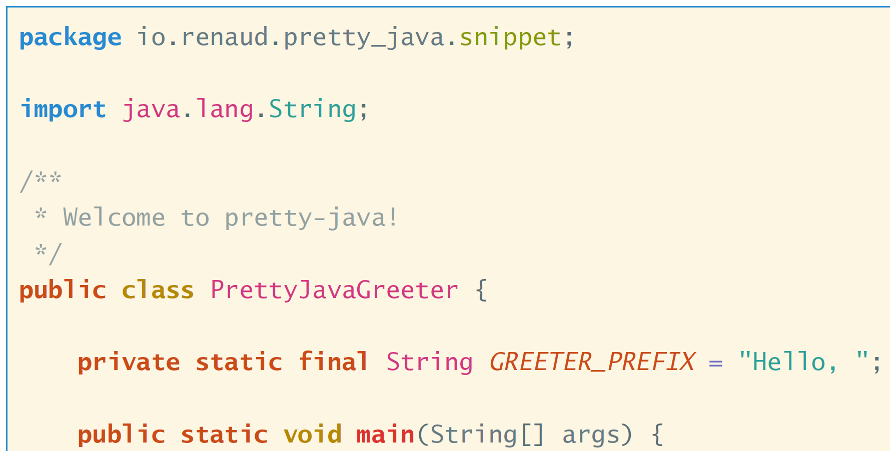 package io.renaud.pretty_java.snippet;
import java.lang.String;
/**
 * Welcome to pretty-java!
 */
public class PrettyJavaGreeter {
    private static final String GREETER_PREFIX = "Hello, ";
    public static void main(String[] args) {